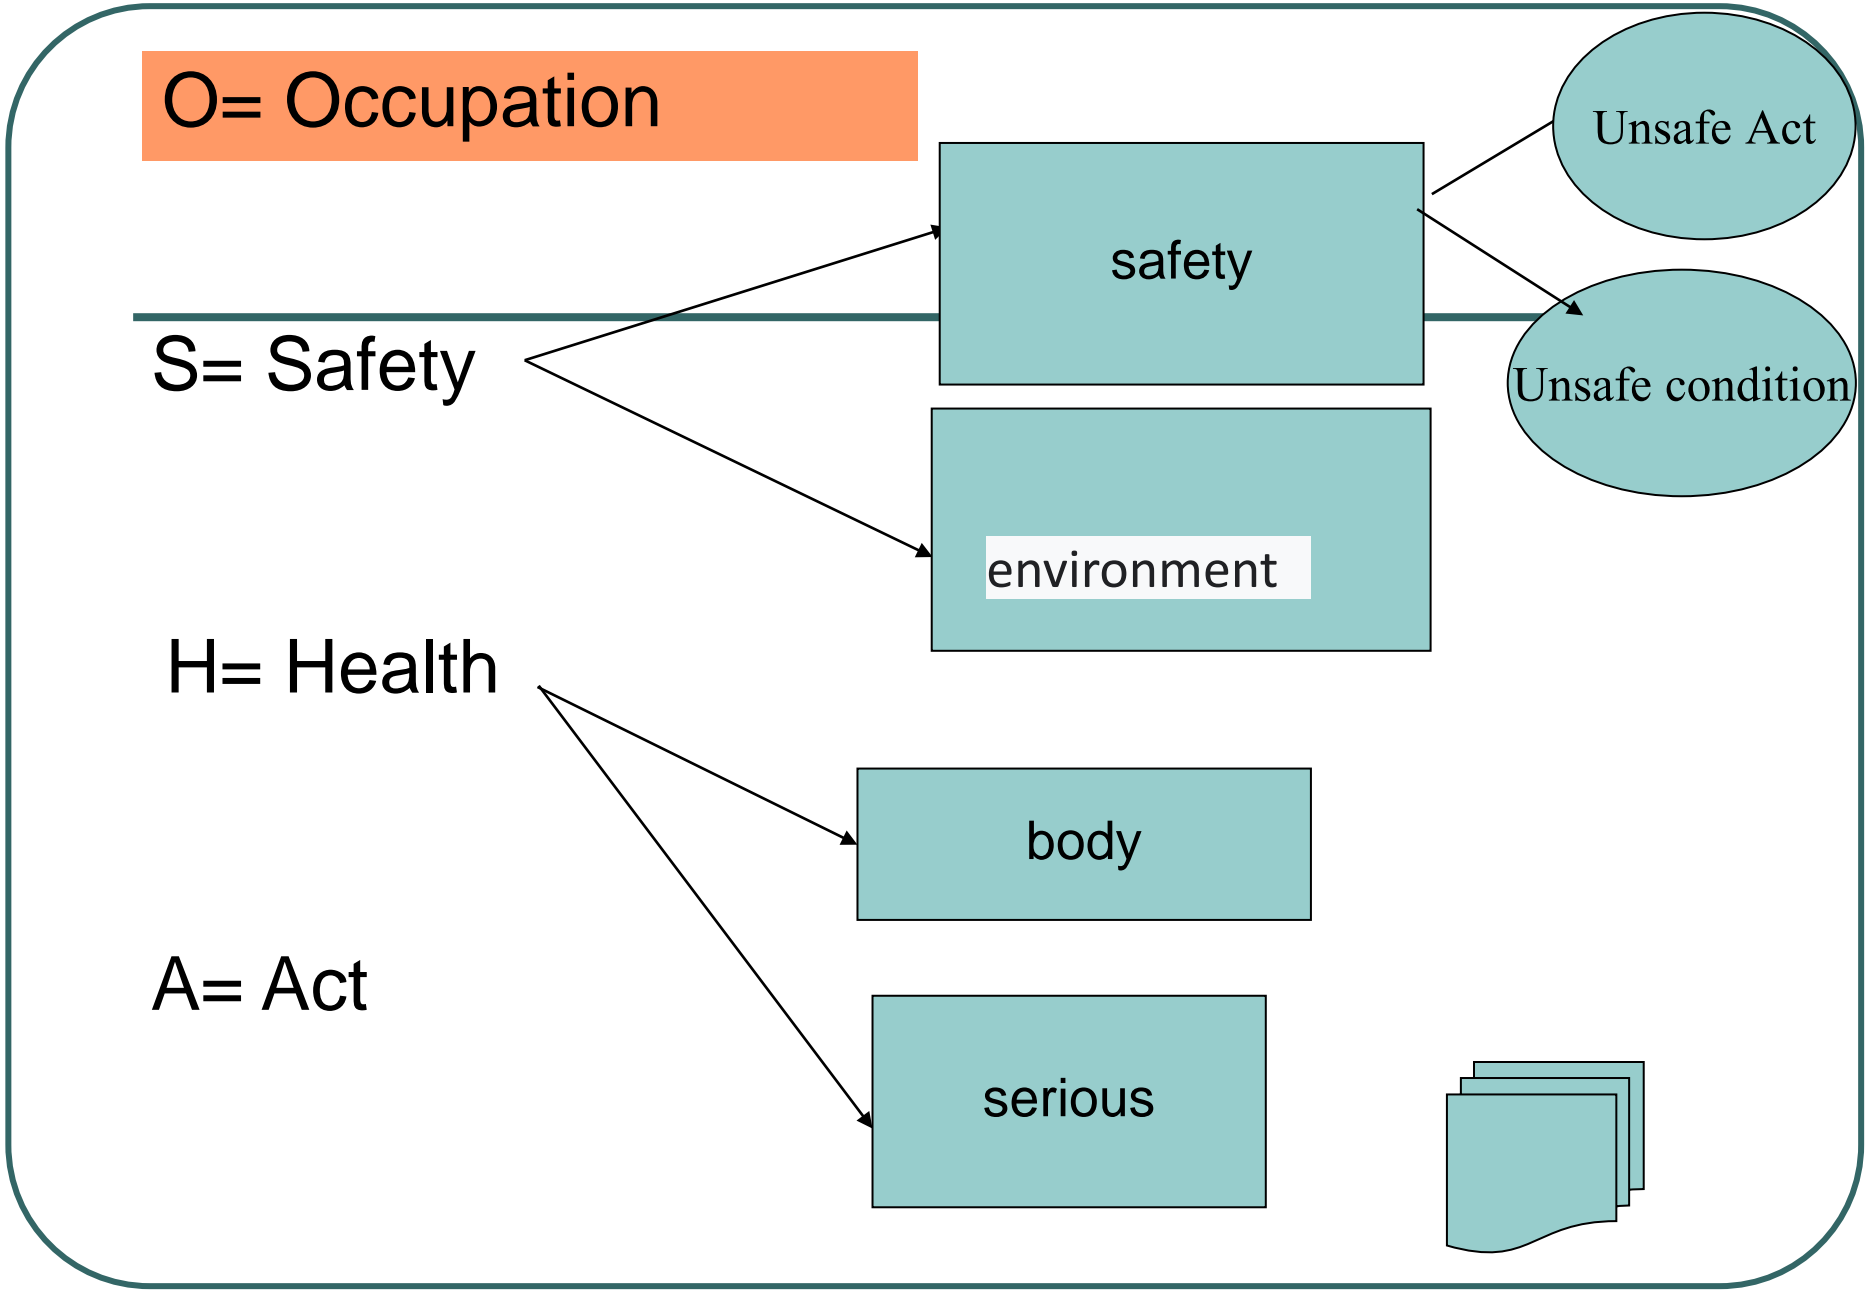 O= Occupation
Unsafe Act
safety
S= Safety
Unsafe condition
environment
H= Health
body
A= Act
serious